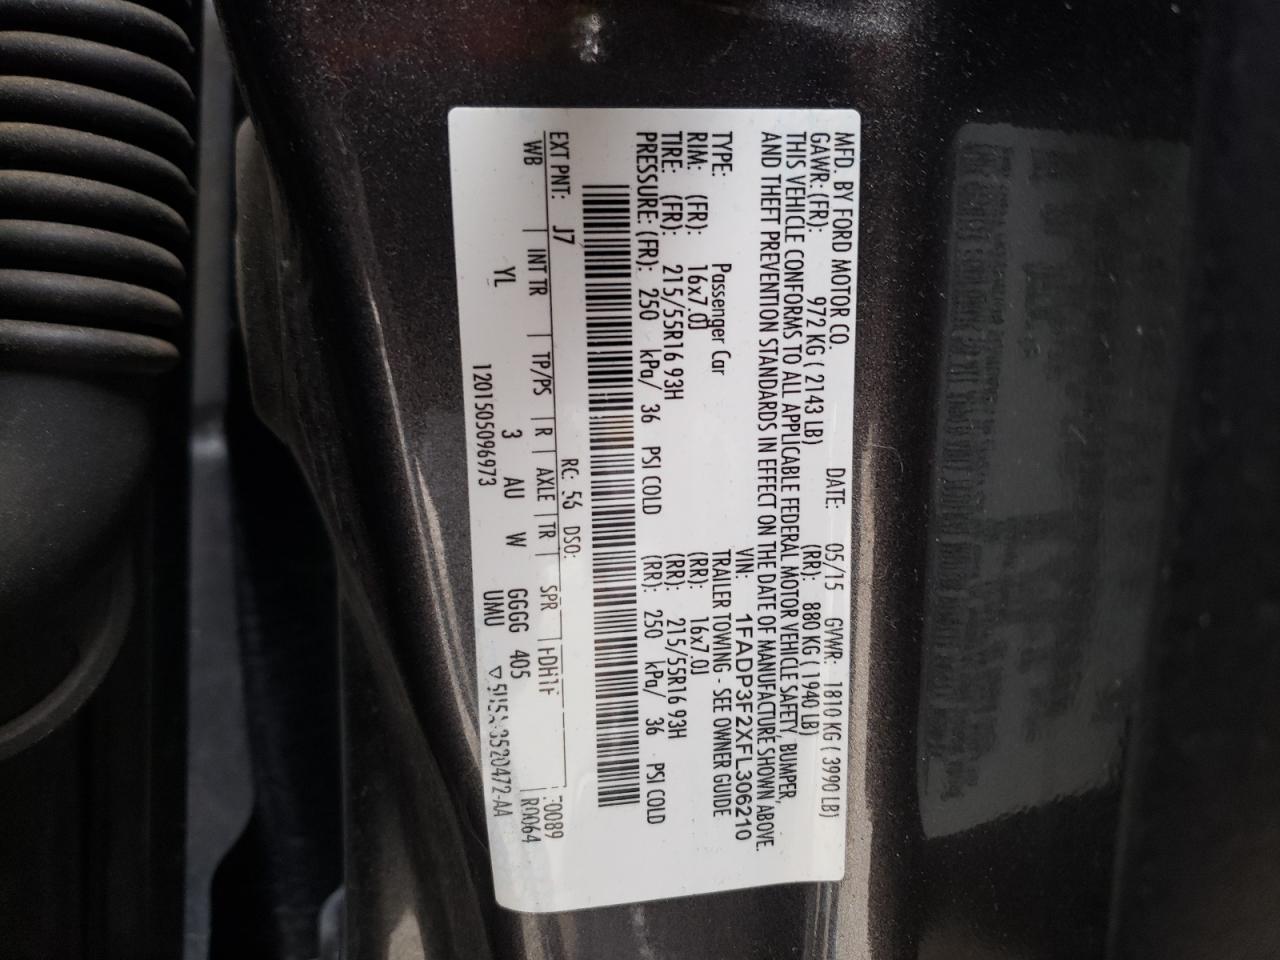 MFD. BY FORD MOTOR CO. DATE: 05/15 GVWR: 1810 KG ( 3990 LB)
GAWR: (FR): 972 KG ( 2143 LB) (RR): 880 KG ( 1940 LB)
THIS VEHICLE CONFORMS TO ALL APPLICABLE FEDERAL MOTOR VEHICLE SAFETY, BUMPER,
AND THEFT PREVENTION STANDARDS IN EFFECT ON THE DATE OF MANUFACTURE SHOWN ABOVE.
VIN: 1FADP3F2XFL306210
TYPE: Passenger Car TRAILER TOWING - SEE OWNER GUIDE
RIM: (FR): 16x7.0J (RR): 16x7.0J
TIRE: (FR): 215/55R16 93H (RR): 215/55R16 93H
PRESSURE: (FR): 250 kPa/ 36 PSI COLD (RR): 250 kPa/ 36 PSI COLD
EXT PNT: J7 RC: 56 DSO: F0089
WB INT TR TP/PS R AXLE TR SPR R0064
YL 3 AU W GGGG 405
1201505096973 UMU